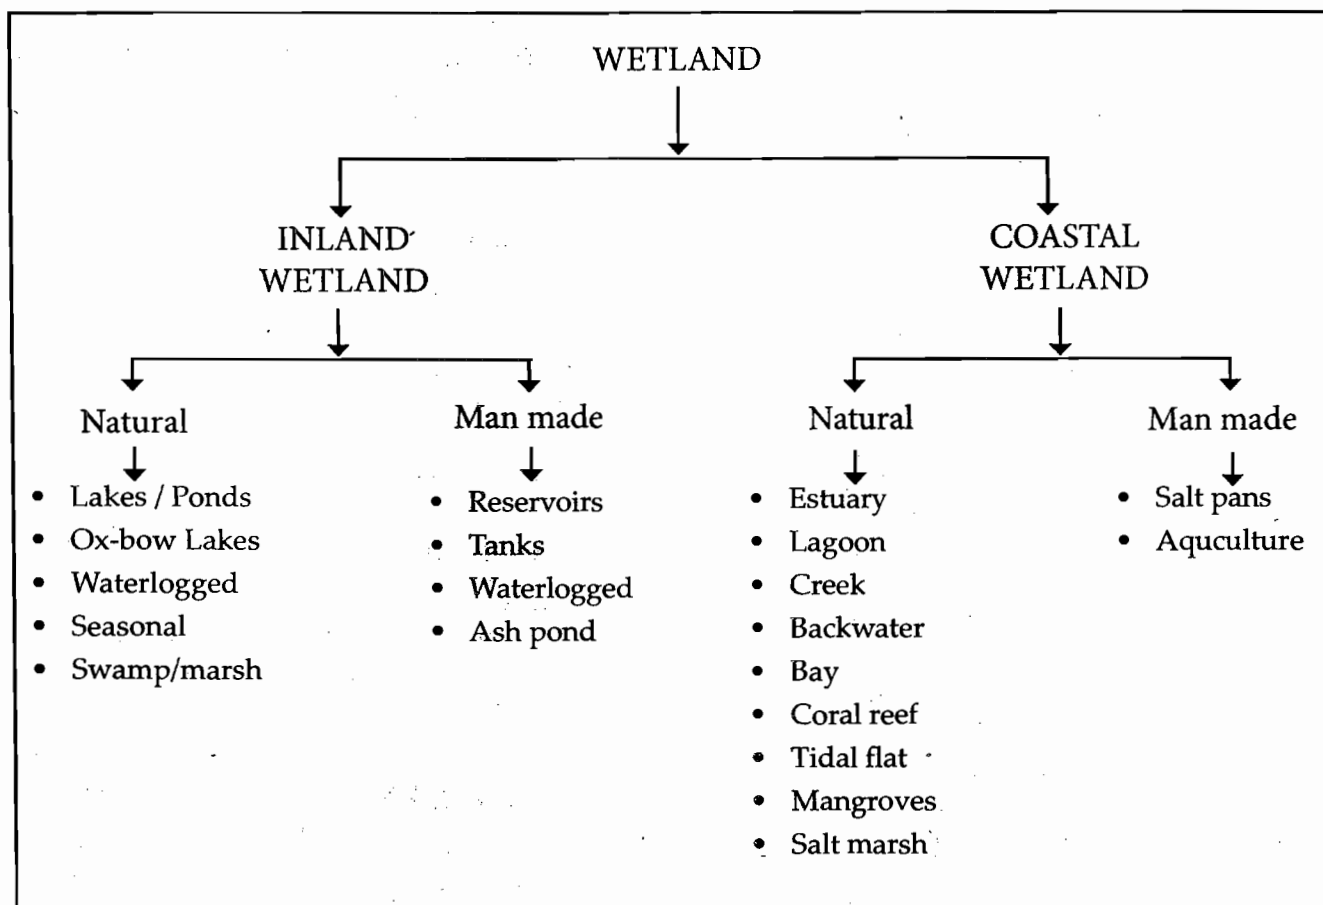 WETLAND
INLAND
WETLAND
COASTAL
WETLAND
Natural
Man made
Natural
Man made
• Lakes / Ponds
• Ox-bow Lakes
• Waterlogged
• Seasonal
• Swamp/marsh
• Reservoirs
• Tanks
• Waterlogged
• Ash pond
• Estuary
• Lagoon
• Creek
• Backwater
• Bay
• Coral reef
• Tidal flat
• Mangroves
• Salt marsh
• Salt pans
• Aquculture